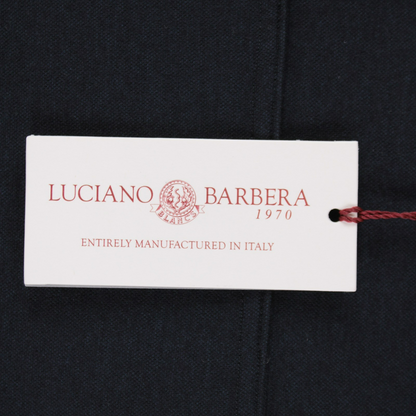 LUCIANO BARBERA
1970
ENTIRELY MANUFACTURED IN ITALY